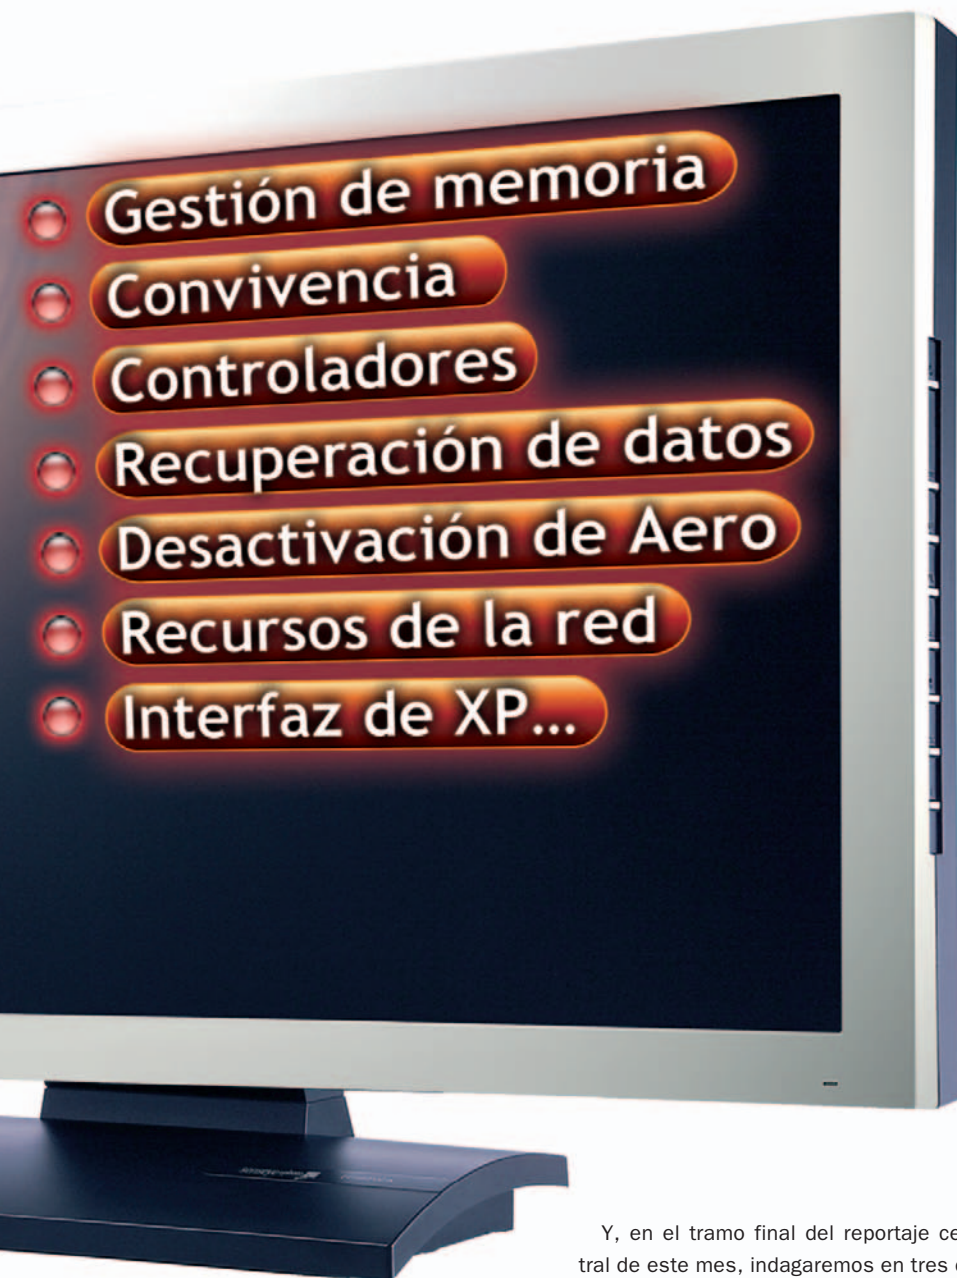 Gestión de memoria
Convivencia
Controladores
Recuperación de datos
Desactivación de Aero
Recursos de la red
Interfaz de XP...
Y, en el tramo final del reportaje ce
tral de este mes, indagaremos en tres